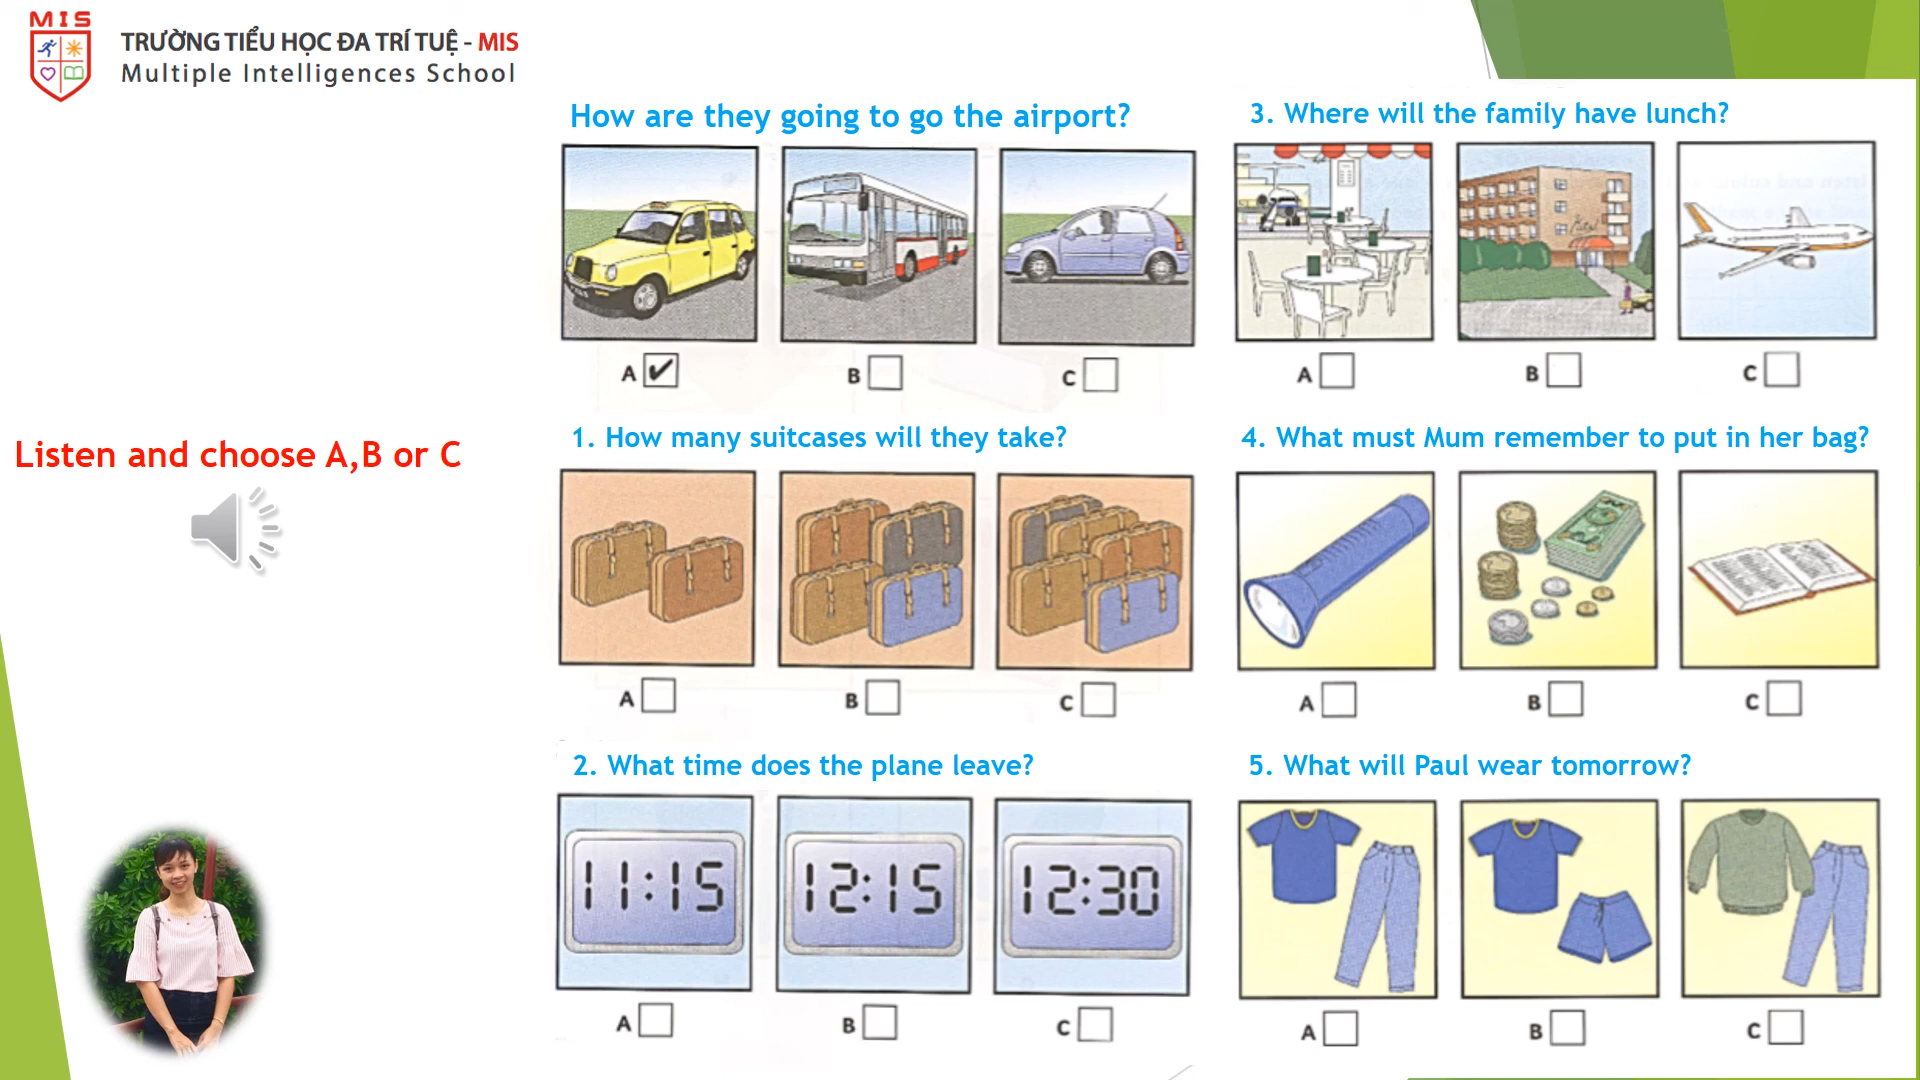 MIS
TRƯỜNG TIỂU HỌC ĐA TRÍ TUỆ - MIS
Multiple Intelligences School
Listen and choose A,B or C
How are they going to go the airport?
A ✔ B C
1. How many suitcases will they take?
A B C
2. What time does the plane leave?
11:15 12:15 12:30
A B C
3. Where will the family have lunch?
A B C
4. What must Mum remember to put in her bag?
A B C
5. What will Paul wear tomorrow?
A B C